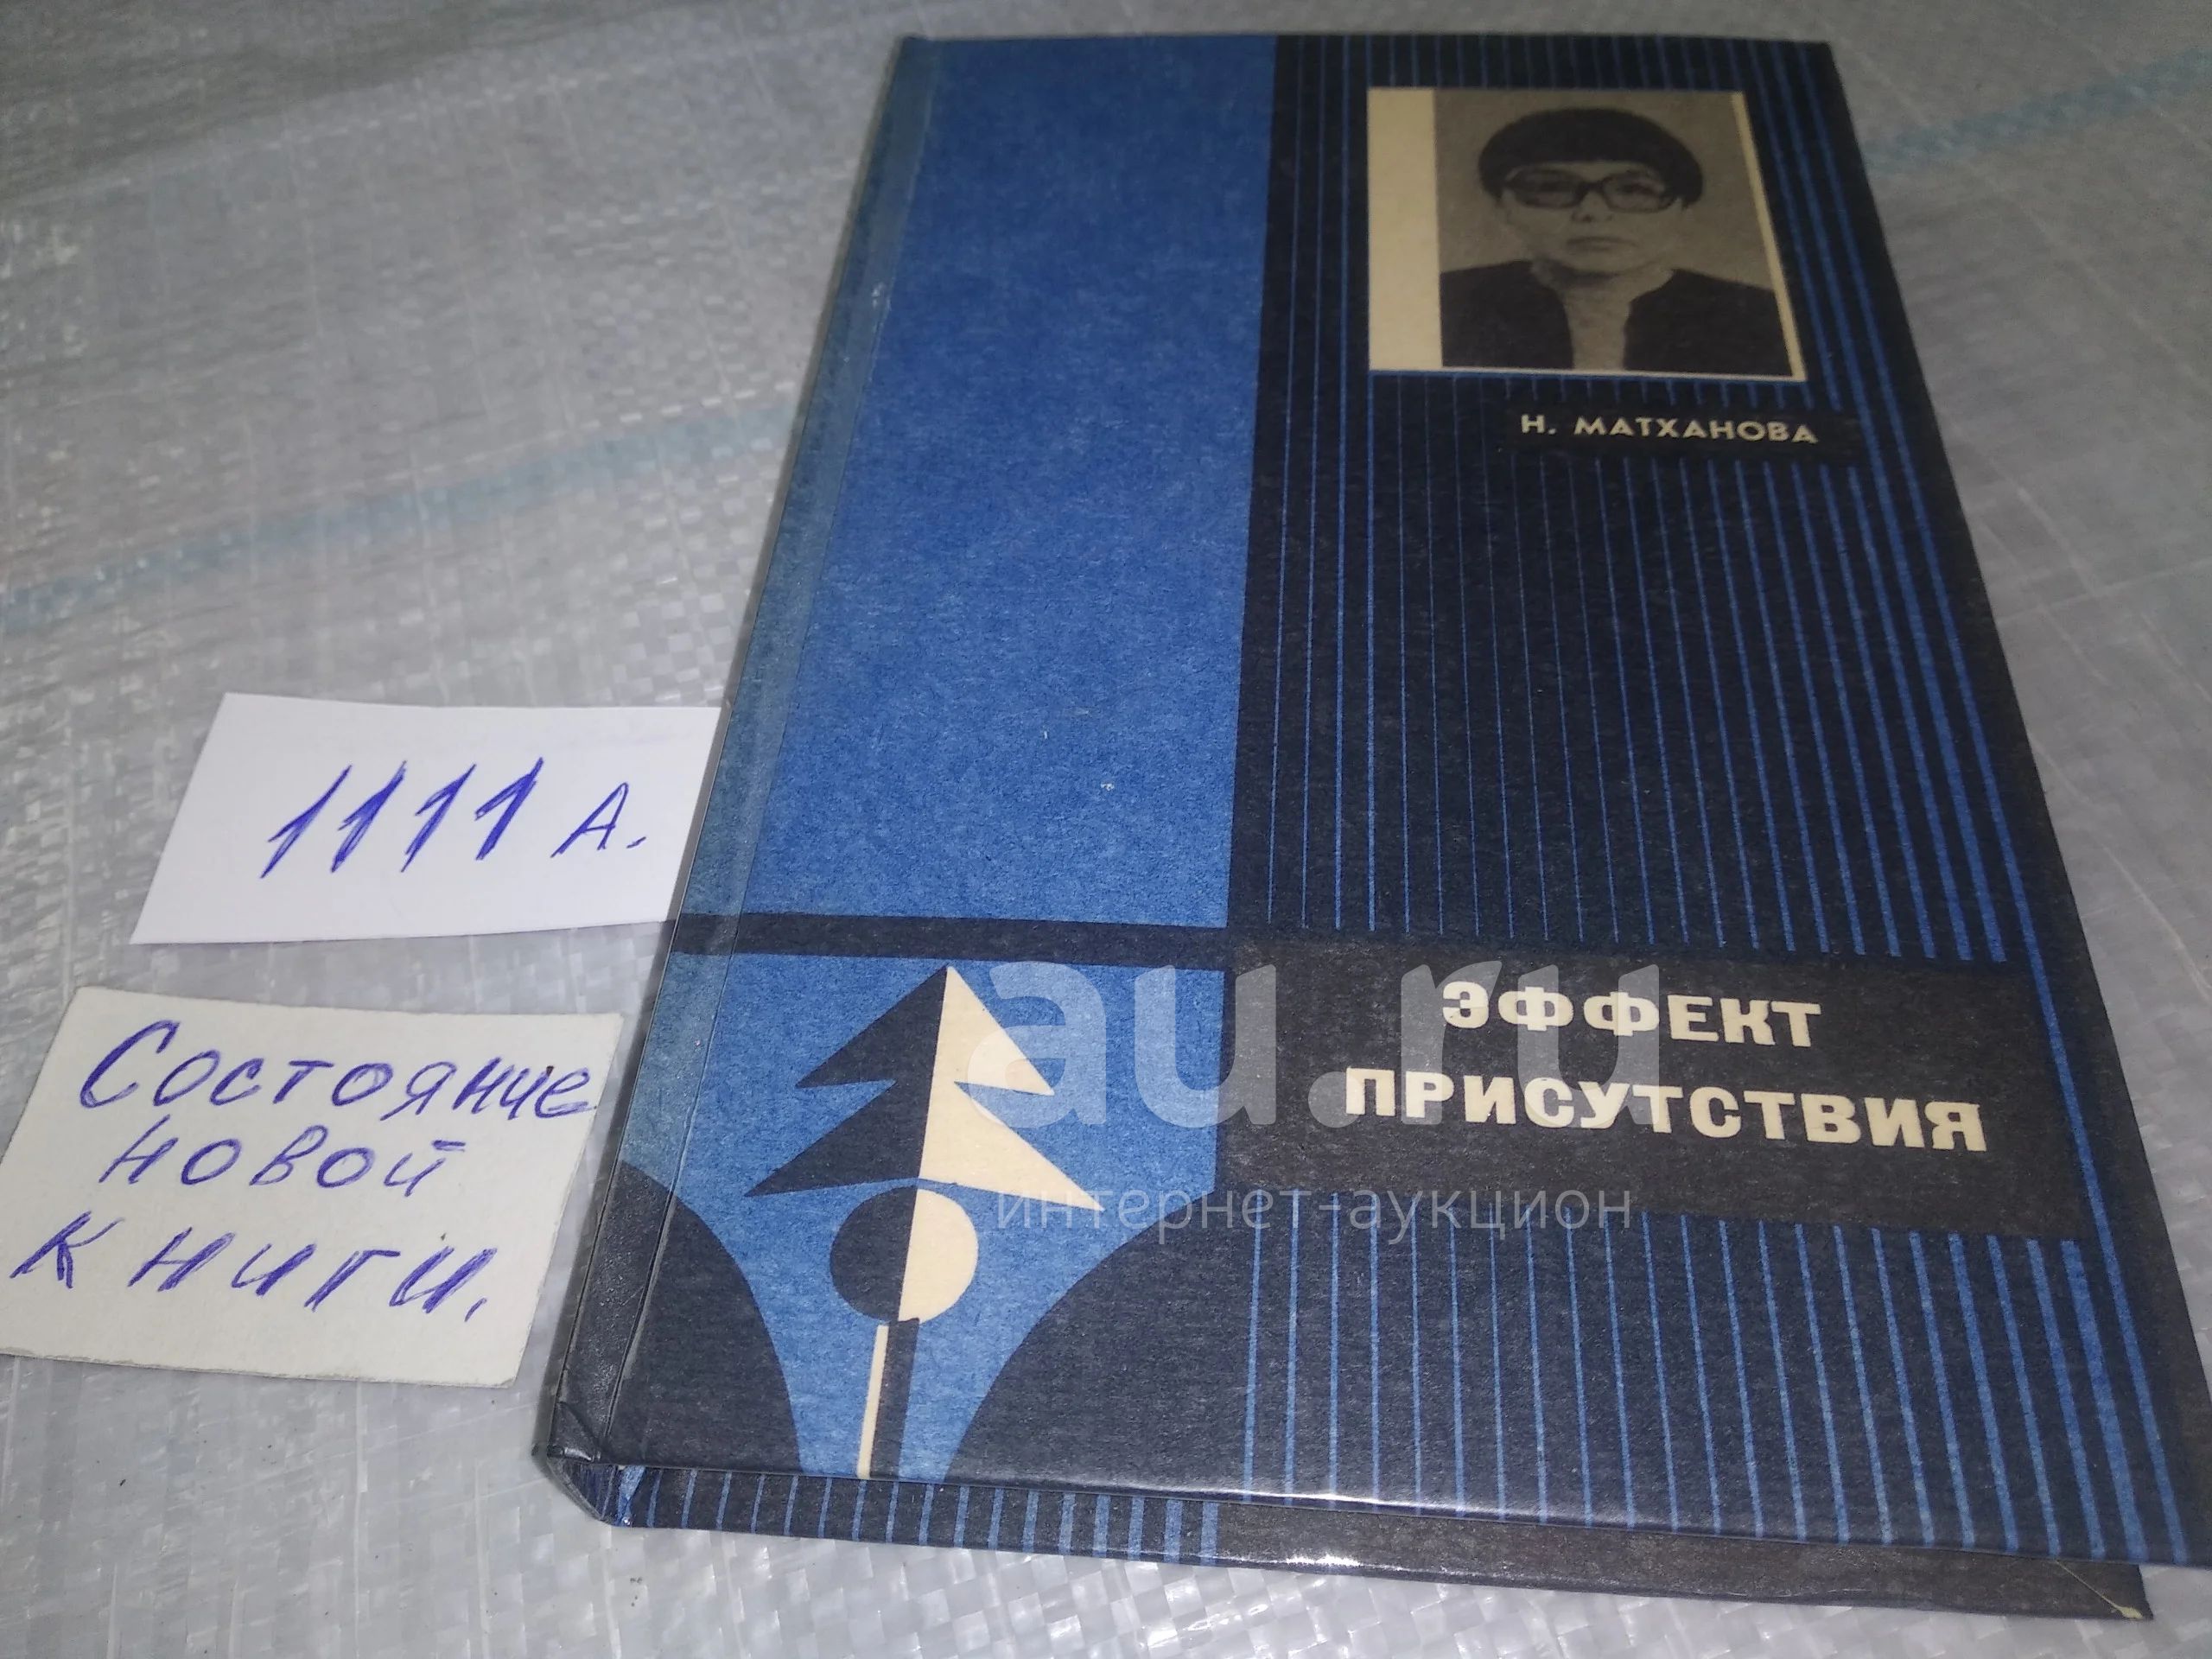 Н. МАТХАНОВА
1111 А.
ЭФФЕКТ
ПРИСУТСТВИЯ
Состояние
новой
книги.
au.ru
интернет-аукцион